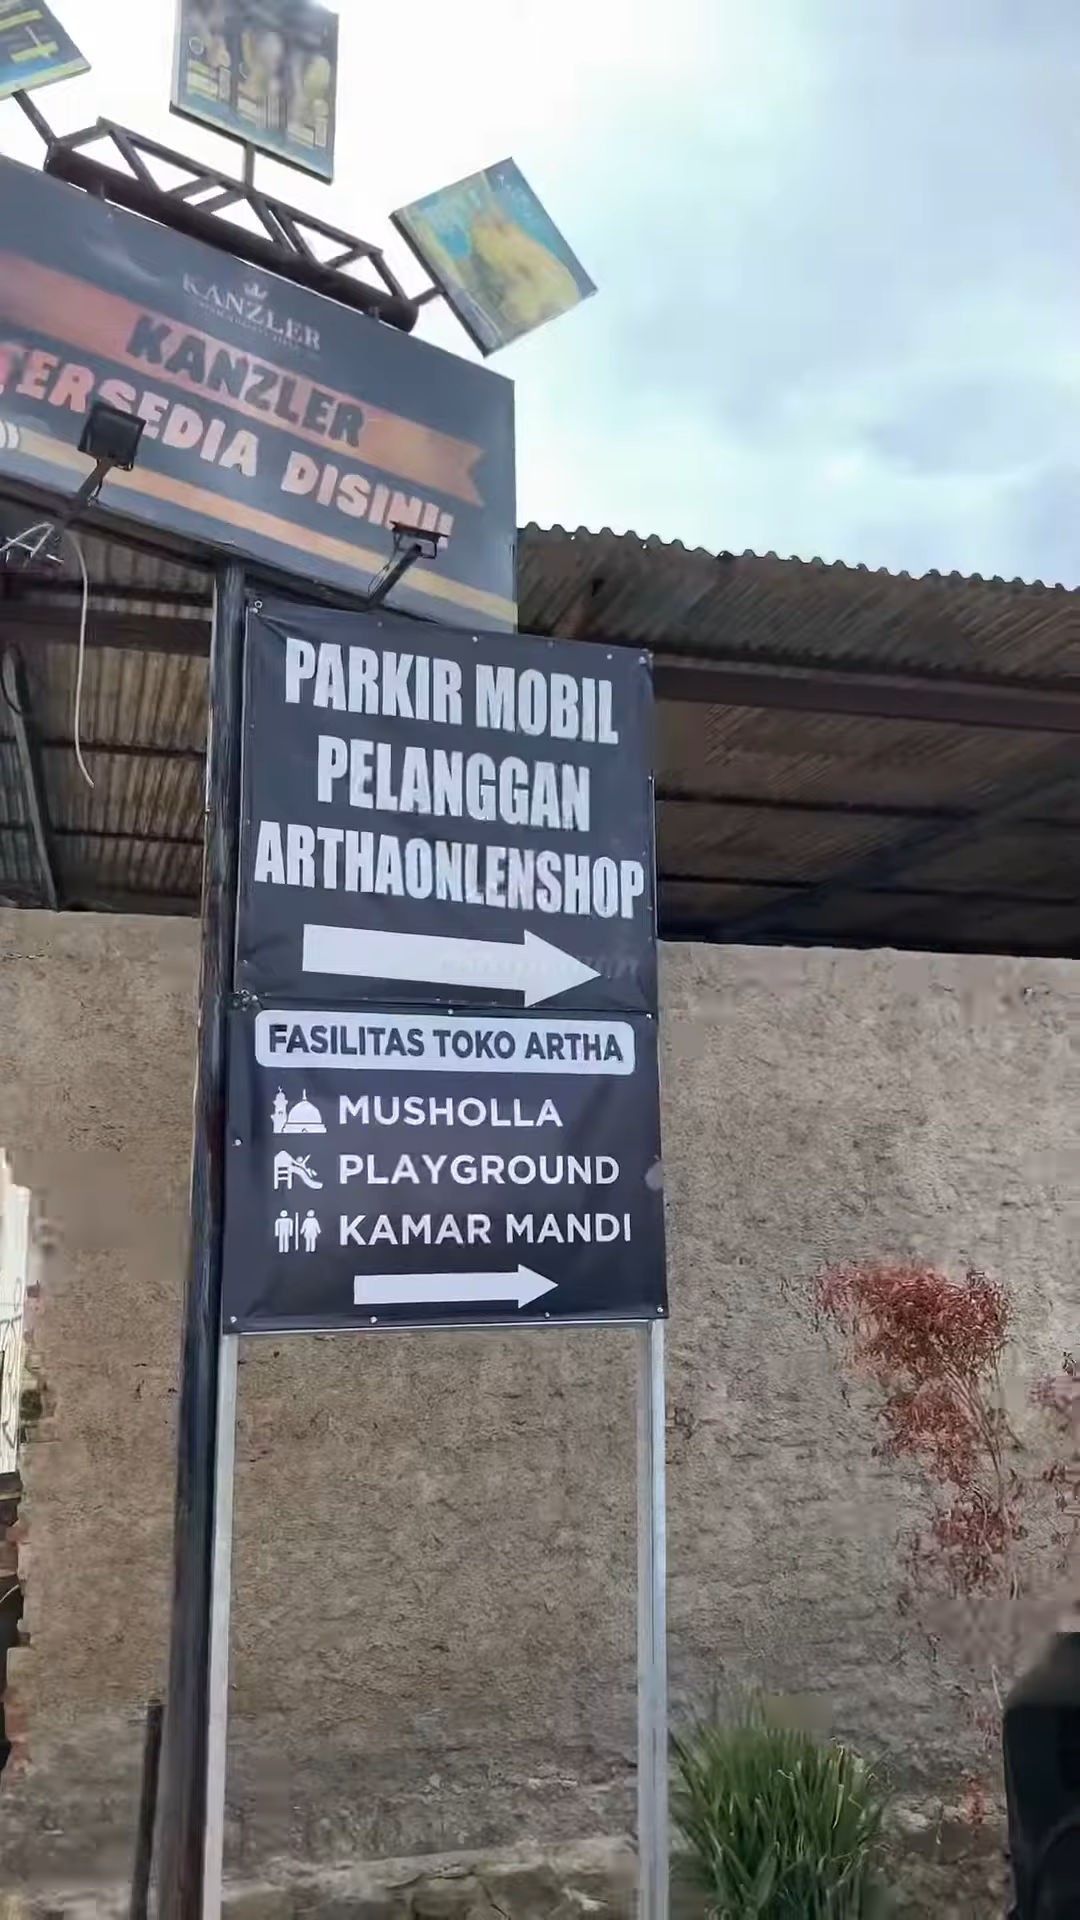 KANZLER
KANZLER
TERSEDIA DISINI!
PARKIR MOBIL
PELANGGAN
ARTHAONLENSHOP
FASILITAS TOKO ARTHA
MUSHOLLA
PLAYGROUND
KAMAR MANDI